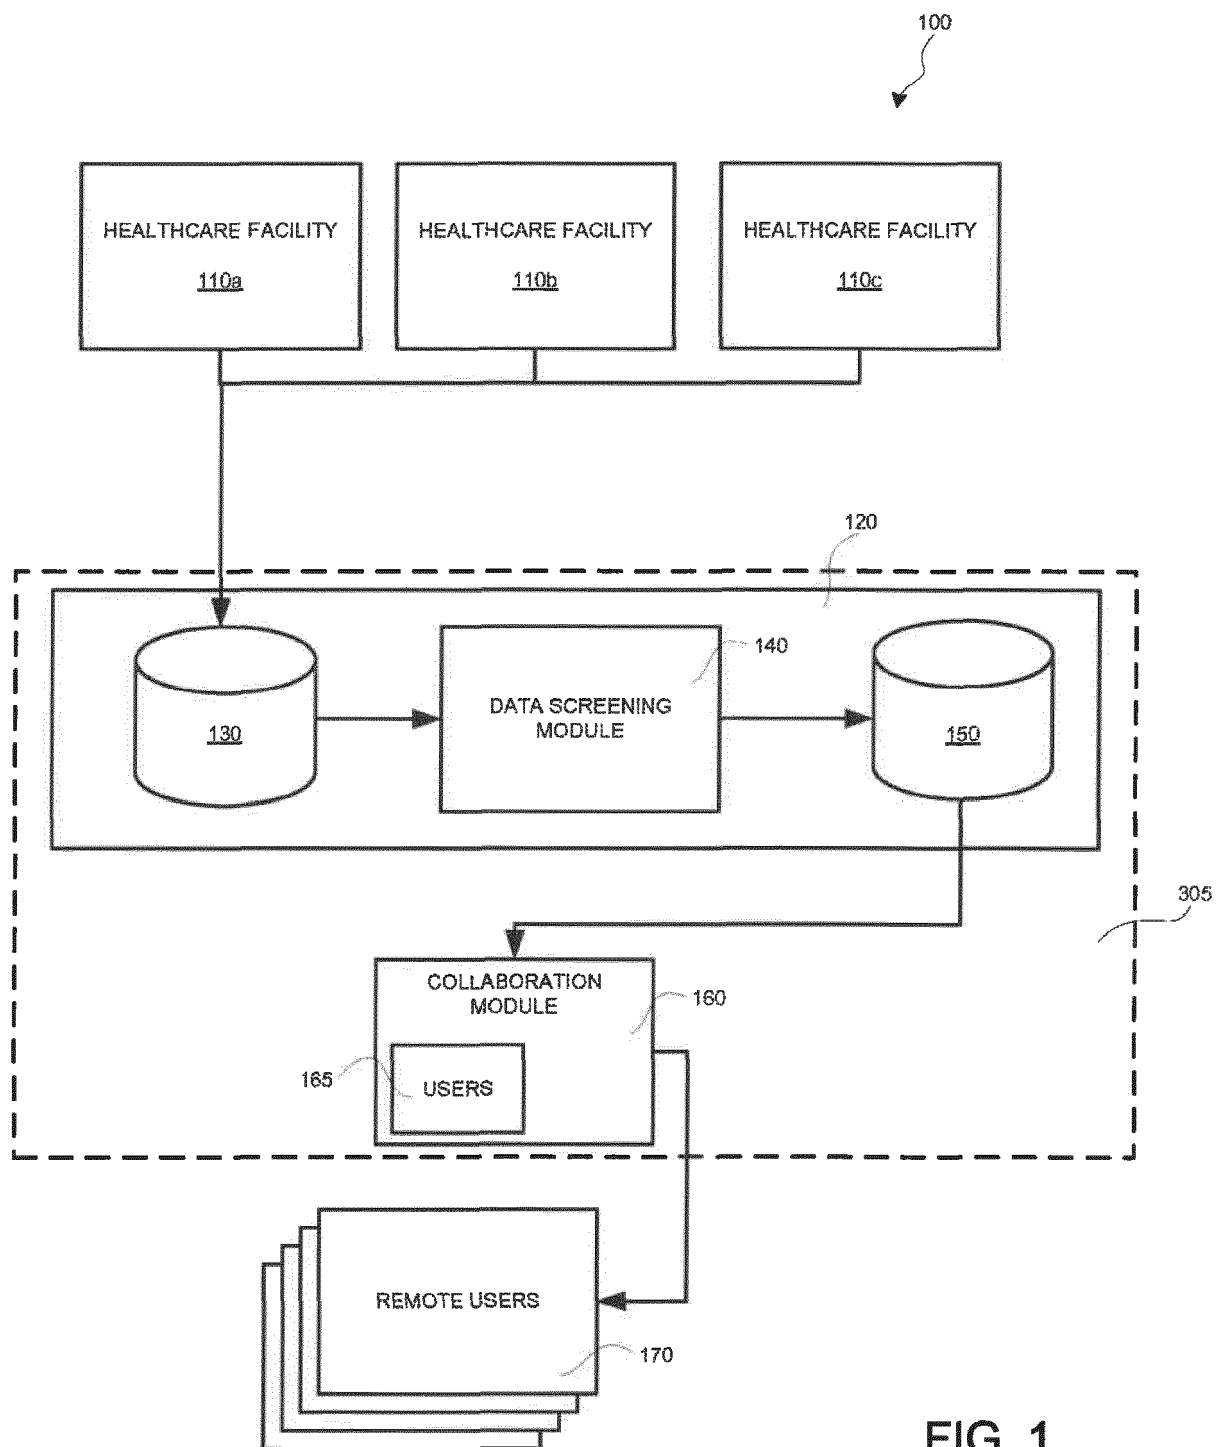 100
HEALTHCARE FACILITY
110a
HEALTHCARE FACILITY
110b
HEALTHCARE FACILITY
110c
120
130
DATA SCREENING
MODULE
140
150
305
COLLABORATION
MODULE
160
165
USERS
REMOTE USERS
170
FIG. 1